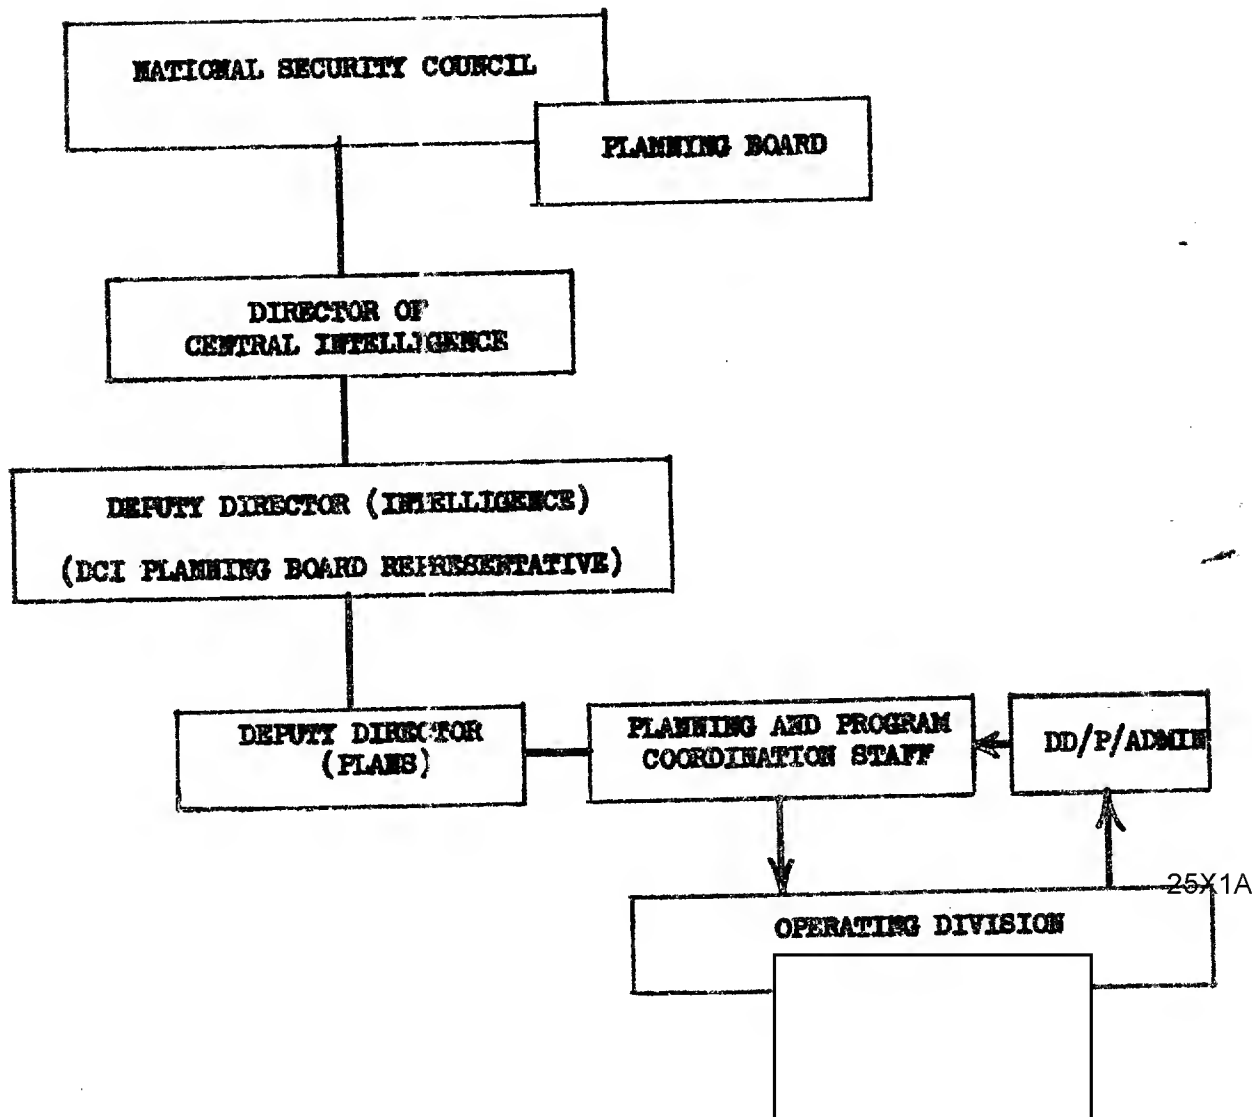 NATIONAL SECURITY COUNCIL
PLANNING BOARD
DIRECTOR OF
CENTRAL INTELLIGENCE
DEPUTY DIRECTOR (INTELLIGENCE)
(DCI PLANNING BOARD REPRESENTATIVE)
DEPUTY DIRECTOR
(PLANS)
PLANNING AND PROGRAM
COORDINATION STAFF
DD/P/ADMIN
25X1A
OPERATING DIVISION